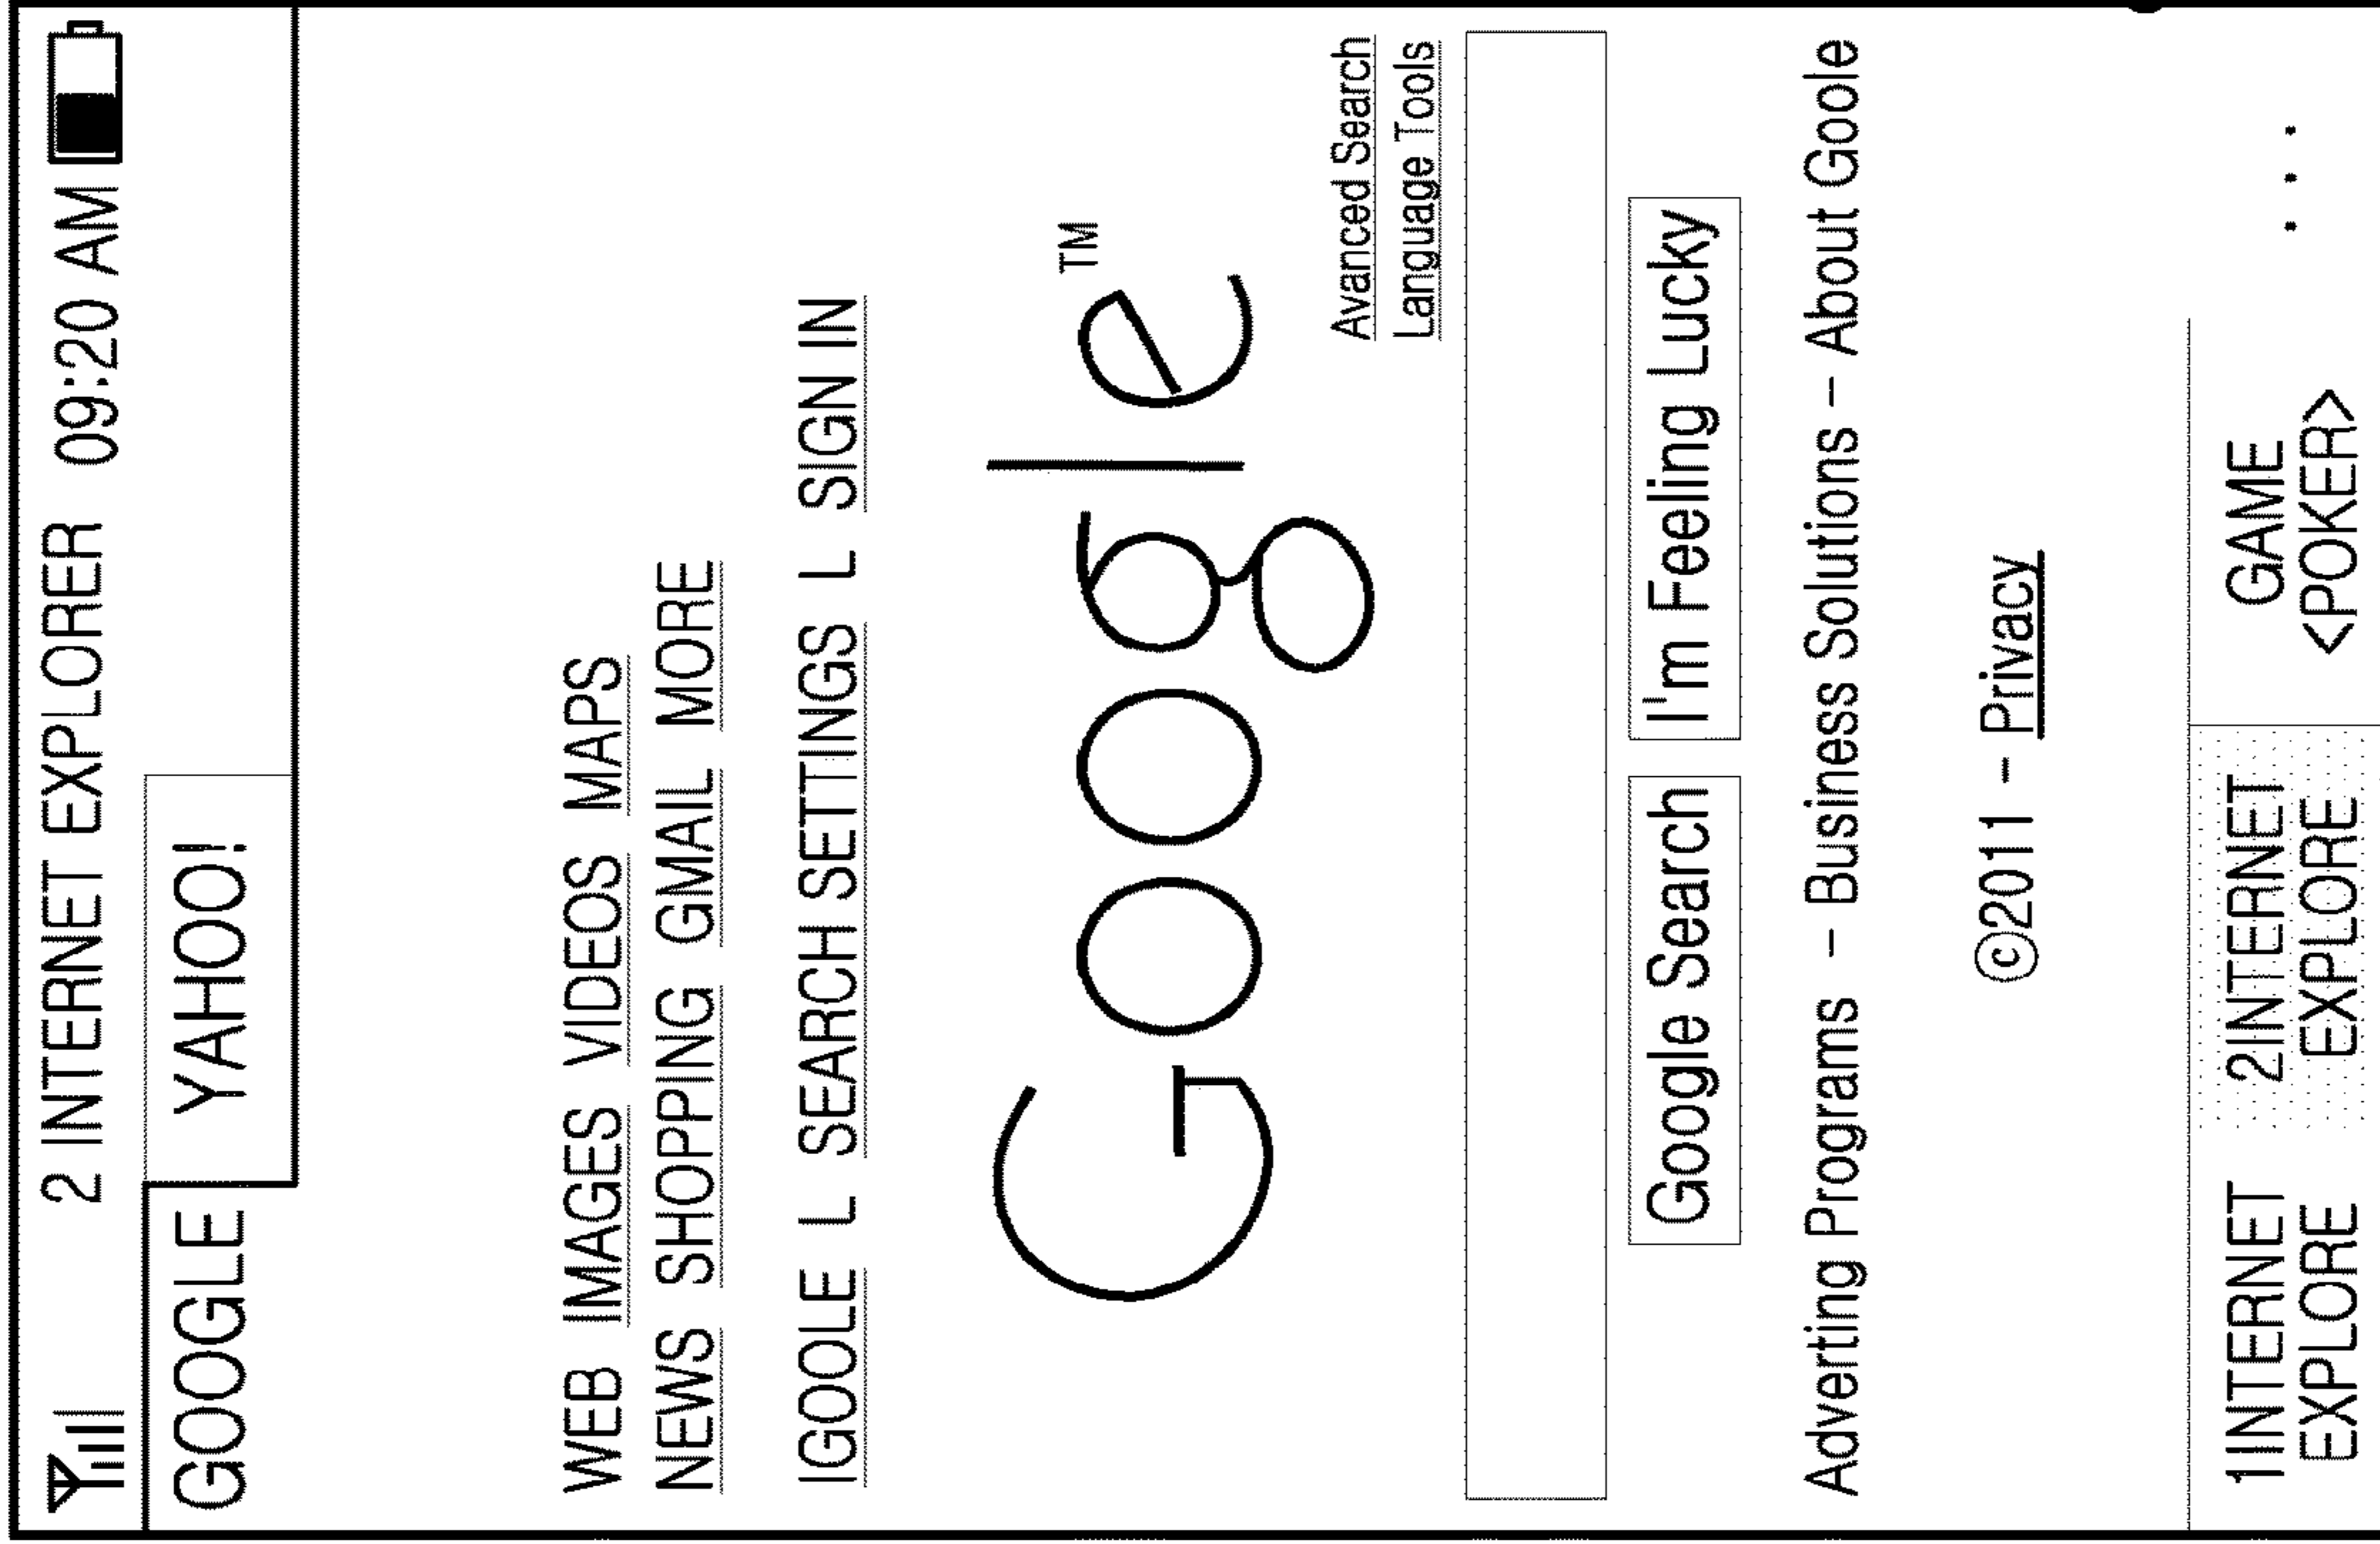 2 INTERNET EXPLORER 09:20 AM
GOOGLE YAHOO!
WEB IMAGES VIDEOS MAPS
NEWS SHOPPING GMAIL MORE
IGOOLE L SEARCH SETTINGS L SIGN IN
Google™
Avanced Search
Language Tools
Google Search I'm Feeling Lucky
Adverting Programs – Business Solutions – About Goole
©2011 – Privacy
1INTERNET 2INTERNET GAME ...
EXPLORE EXPLORE <POKER>